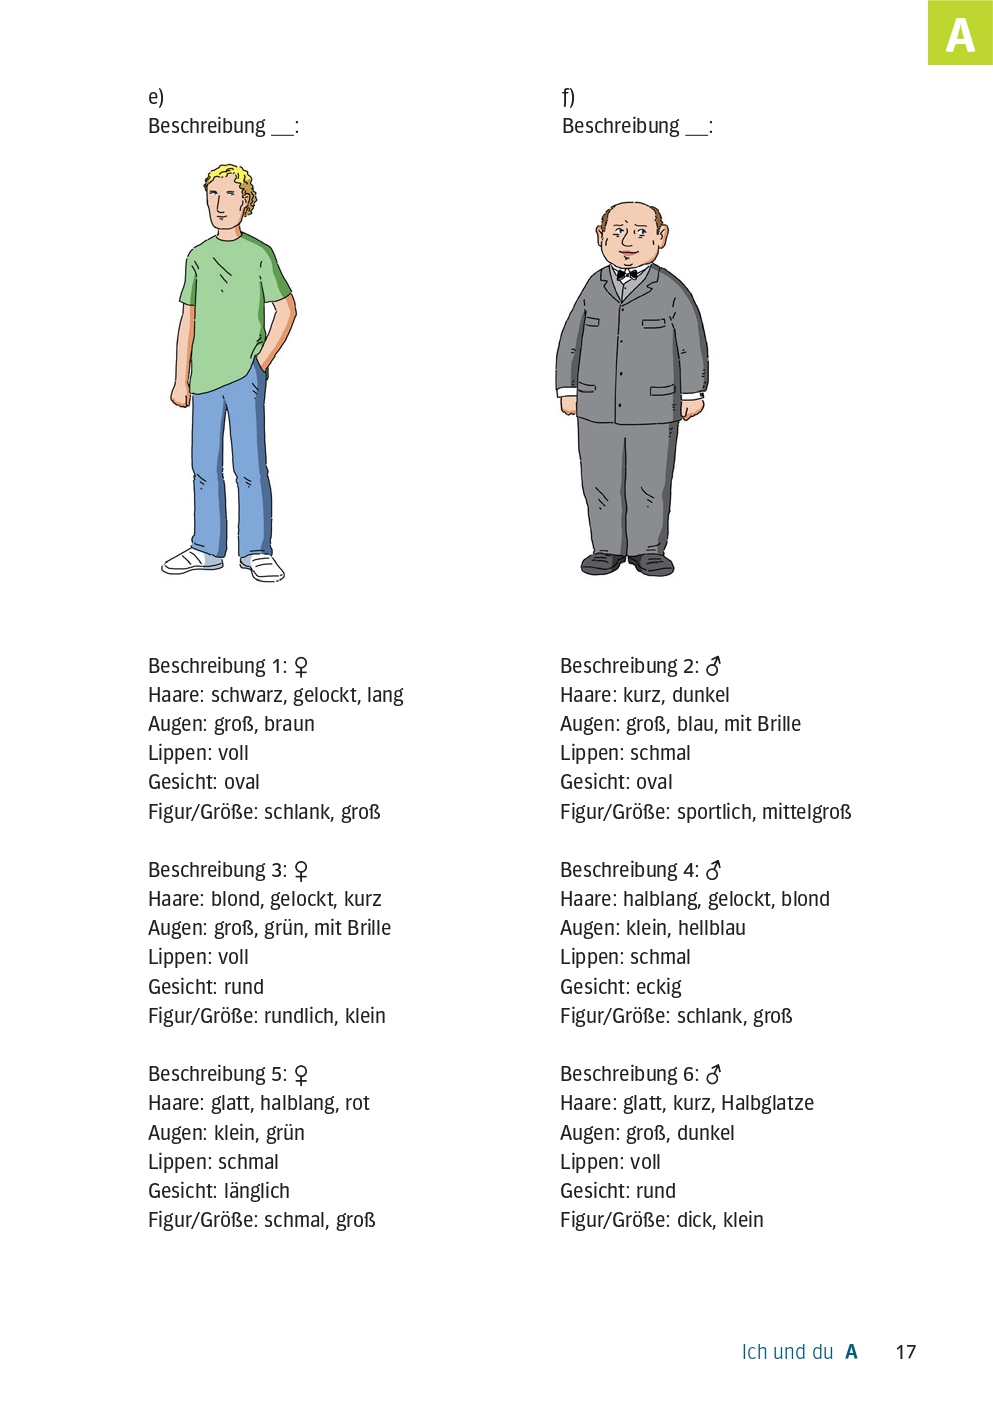 A
e)
Beschreibung __:
f)
Beschreibung __:
Beschreibung 1: ♀
Haare: schwarz, gelockt, lang
Augen: groß, braun
Lippen: voll
Gesicht: oval
Figur/Größe: schlank, groß
Beschreibung 2: ♂
Haare: kurz, dunkel
Augen: groß, blau, mit Brille
Lippen: schmal
Gesicht: oval
Figur/Größe: sportlich, mittelgroß
Beschreibung 3: ♀
Haare: blond, gelockt, kurz
Augen: groß, grün, mit Brille
Lippen: voll
Gesicht: rund
Figur/Größe: rundlich, klein
Beschreibung 4: ♂
Haare: halblang, gelockt, blond
Augen: klein, hellblau
Lippen: schmal
Gesicht: eckig
Figur/Größe: schlank, groß
Beschreibung 5: ♀
Haare: glatt, halblang, rot
Augen: klein, grün
Lippen: schmal
Gesicht: länglich
Figur/Größe: schmal, groß
Beschreibung 6: ♂
Haare: glatt, kurz, Halbglatze
Augen: groß, dunkel
Lippen: voll
Gesicht: rund
Figur/Größe: dick, klein
Ich und du A 17